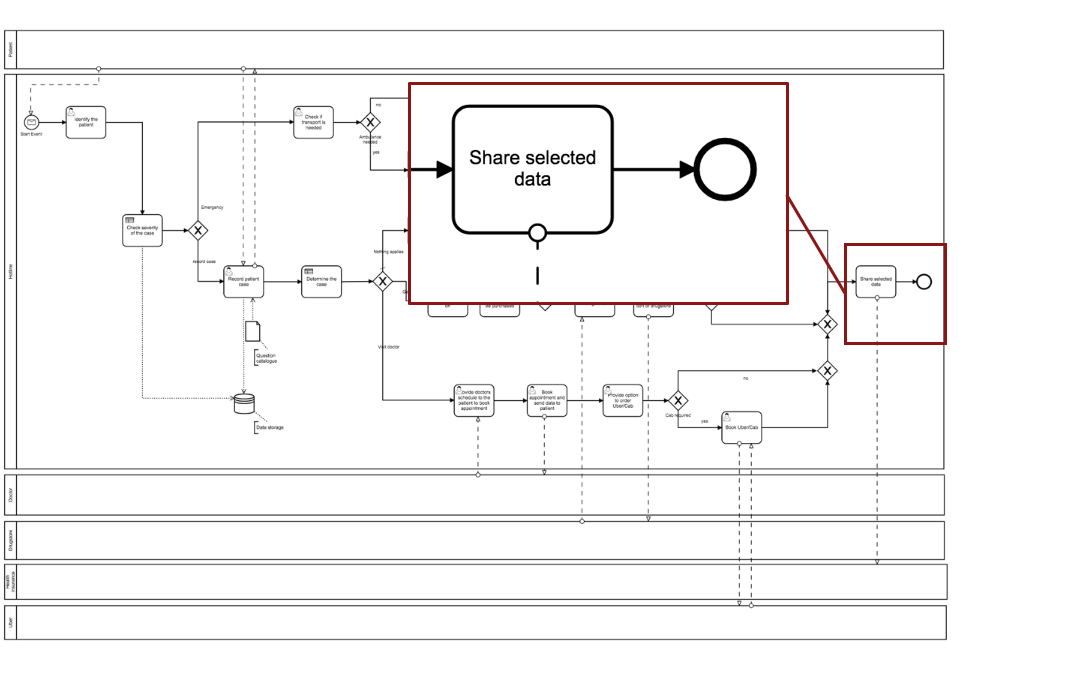 Patient
Hotline
Start Event
Identify the
patient
Check severity
of the case
Emergency
record case
Check if
transport is
needed
no
Ambulance
needed
yes
Record patient
case
Question
catalogue
Data storage
Determine the
case
Nothing applies
Visit doctor
Share selected
data
be purchased
Provide doctors
schedule to the
patient to book
appointment
Book
appointment and
send data to
patient
Provide option
to order
Uber/Cab
Cab required
no
yes
Book Uber/Cab
Share selected
data
Doctor
Drugstore
Health
Insurance
Uber